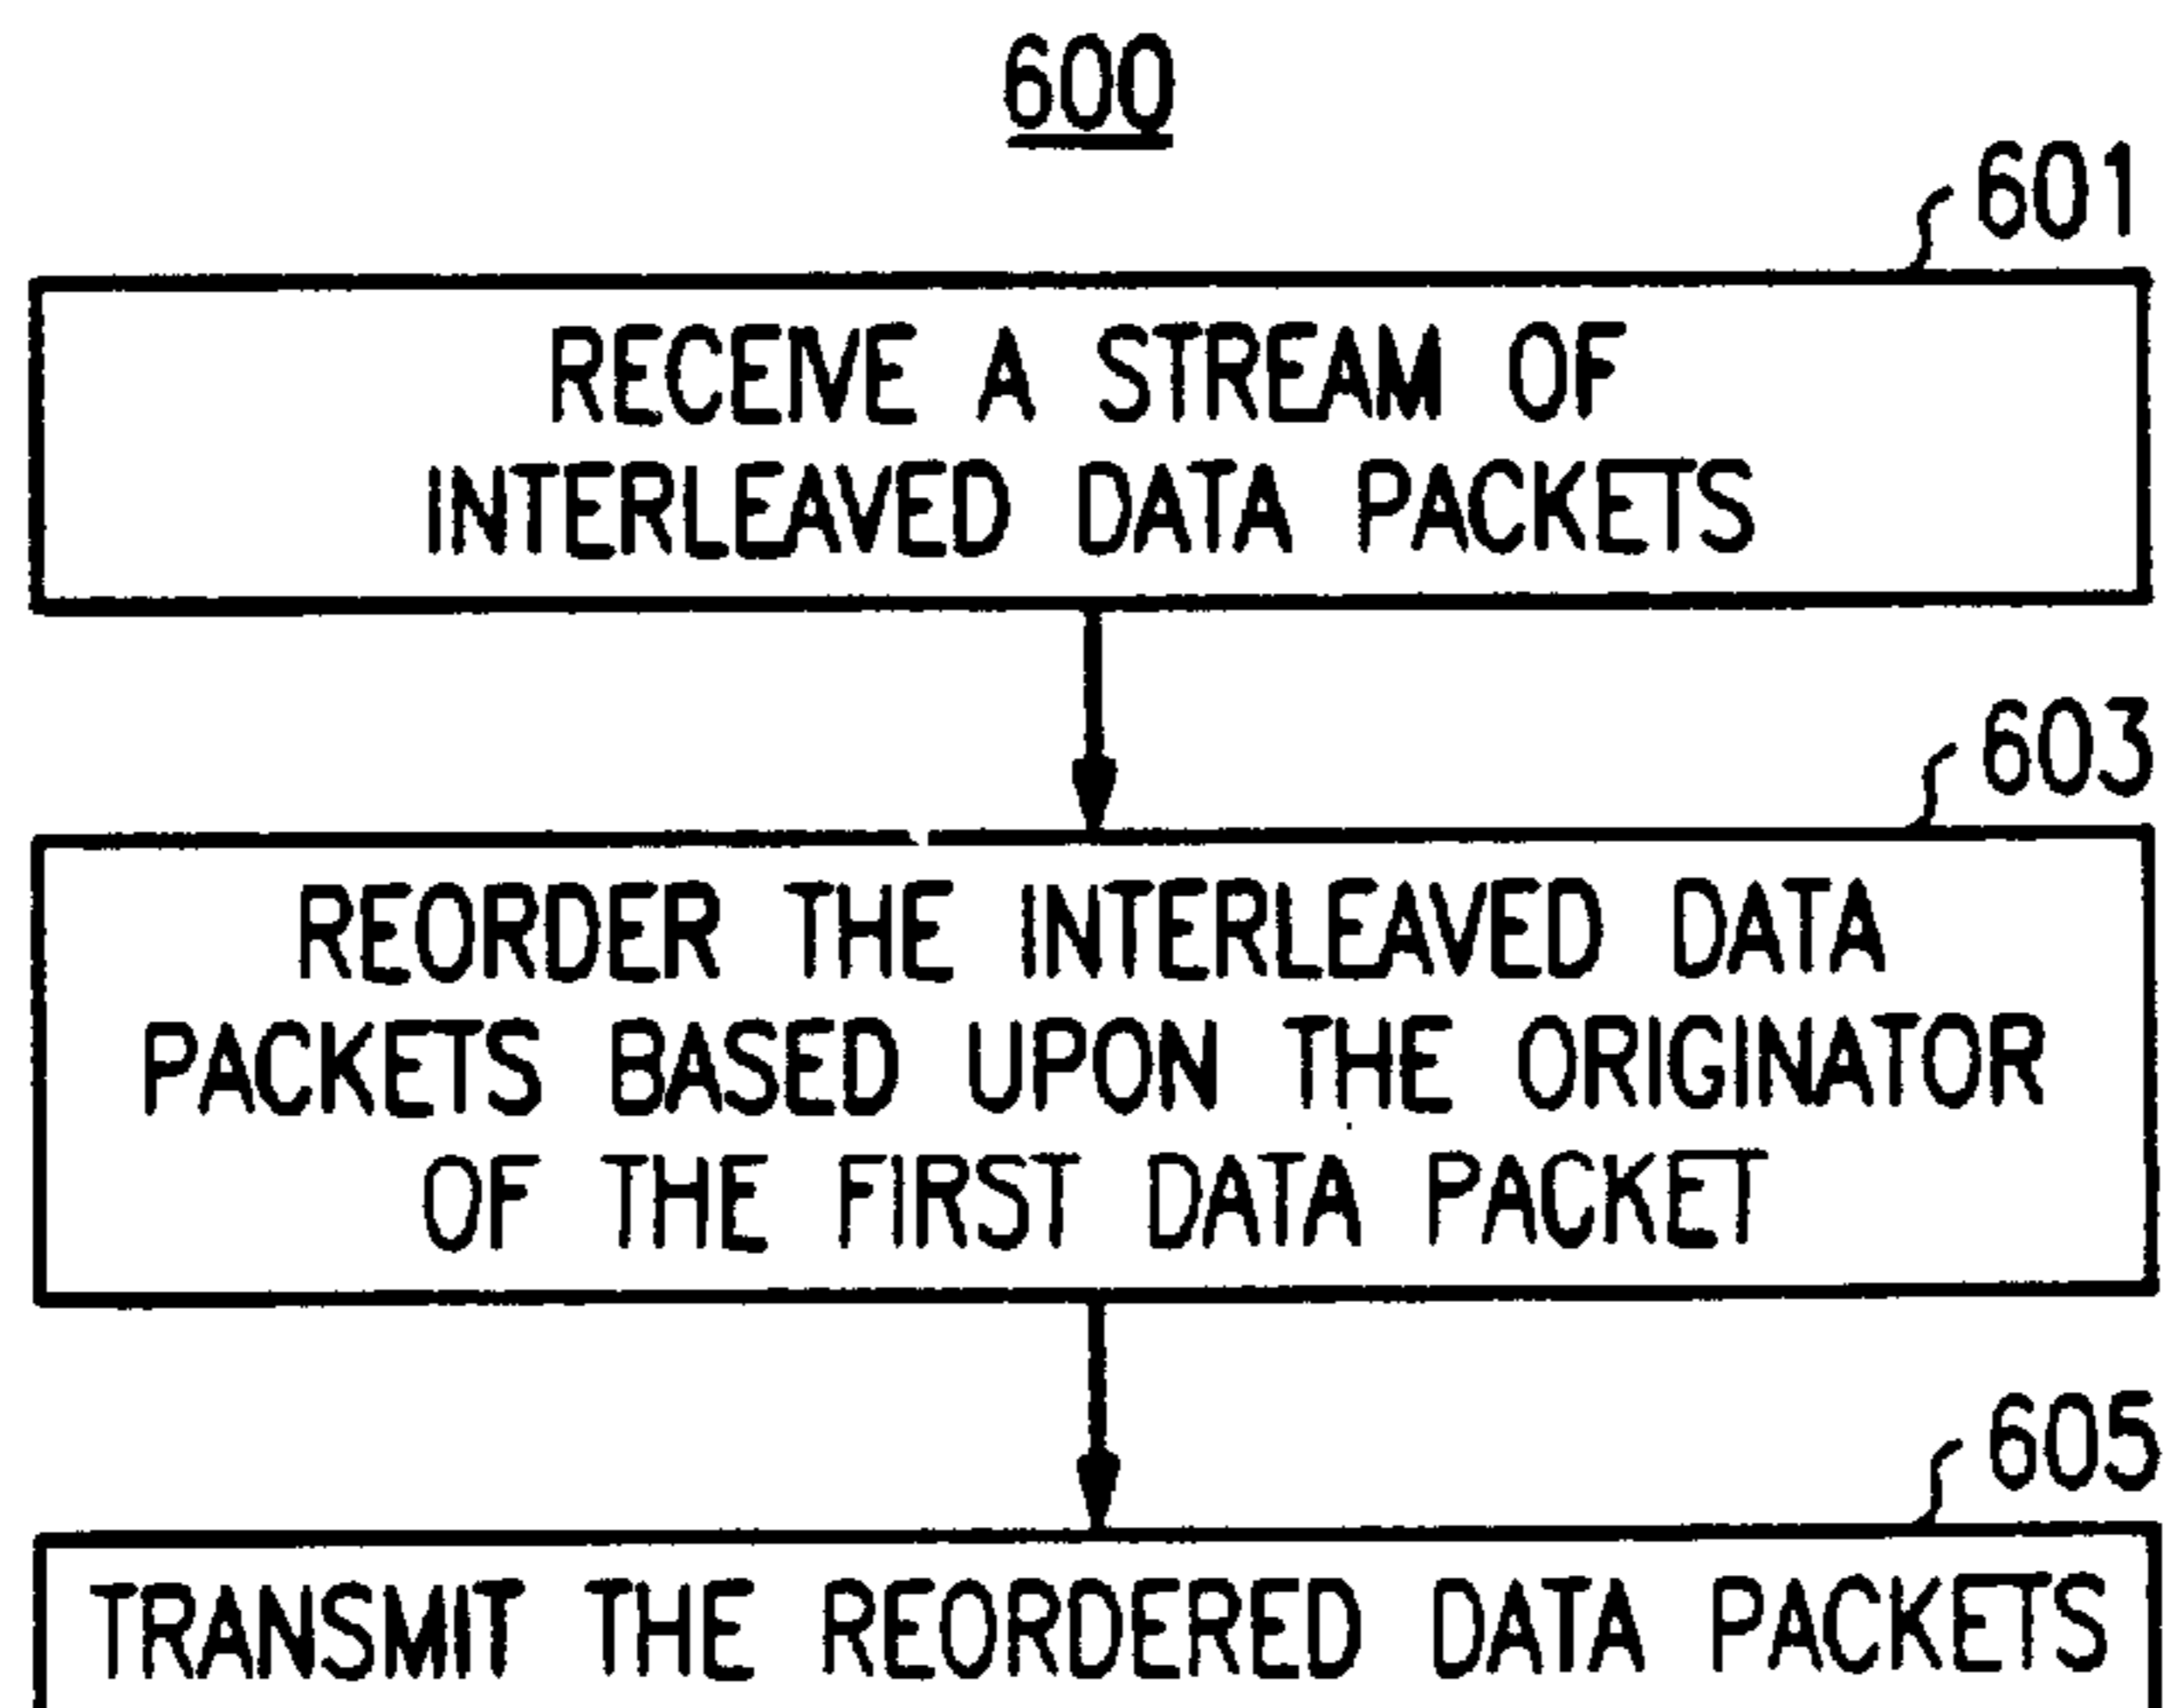 600
601
RECEIVE A STREAM OF
INTERLEAVED DATA PACKETS
603
REORDER THE INTERLEAVED DATA
PACKETS BASED UPON THE ORIGINATOR
OF THE FIRST DATA PACKET
605
TRANSMIT THE REORDERED DATA PACKETS